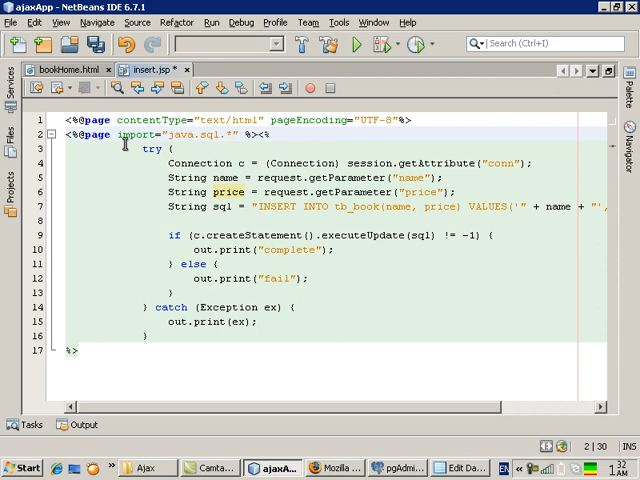 ajaxApp - NetBeans IDE 6.7.1
File Edit View Navigate Source Refactor Run Debug Profile Team Tools Window Help
Search (Ctrl+I)
bookHome.html insert.jsp *
Services
Files
Projects
Palette
Navigator
1 <%@page contentType="text/html" pageEncoding="UTF-8"%>
2 <%@page import="java.sql.*" %><%
3 try {
4 Connection c = (Connection) session.getAttribute("conn");
5 String name = request.getParameter("name");
6 String price = request.getParameter("price");
7 String sql = "INSERT INTO tb_book(name, price) VALUES('" + name + "',
8
9 if (c.createStatement().executeUpdate(sql) != -1) {
10 out.print("complete");
11 } else {
12 out.print("fail");
13 }
14 } catch (Exception ex) {
15 out.print(ex);
16 }
17 %>
Tasks Output
2 | 30 INS
Start Ajax Camta... ajaxA... Mozilla ... pgAdmi... Edit Da... EN 1:32 AM